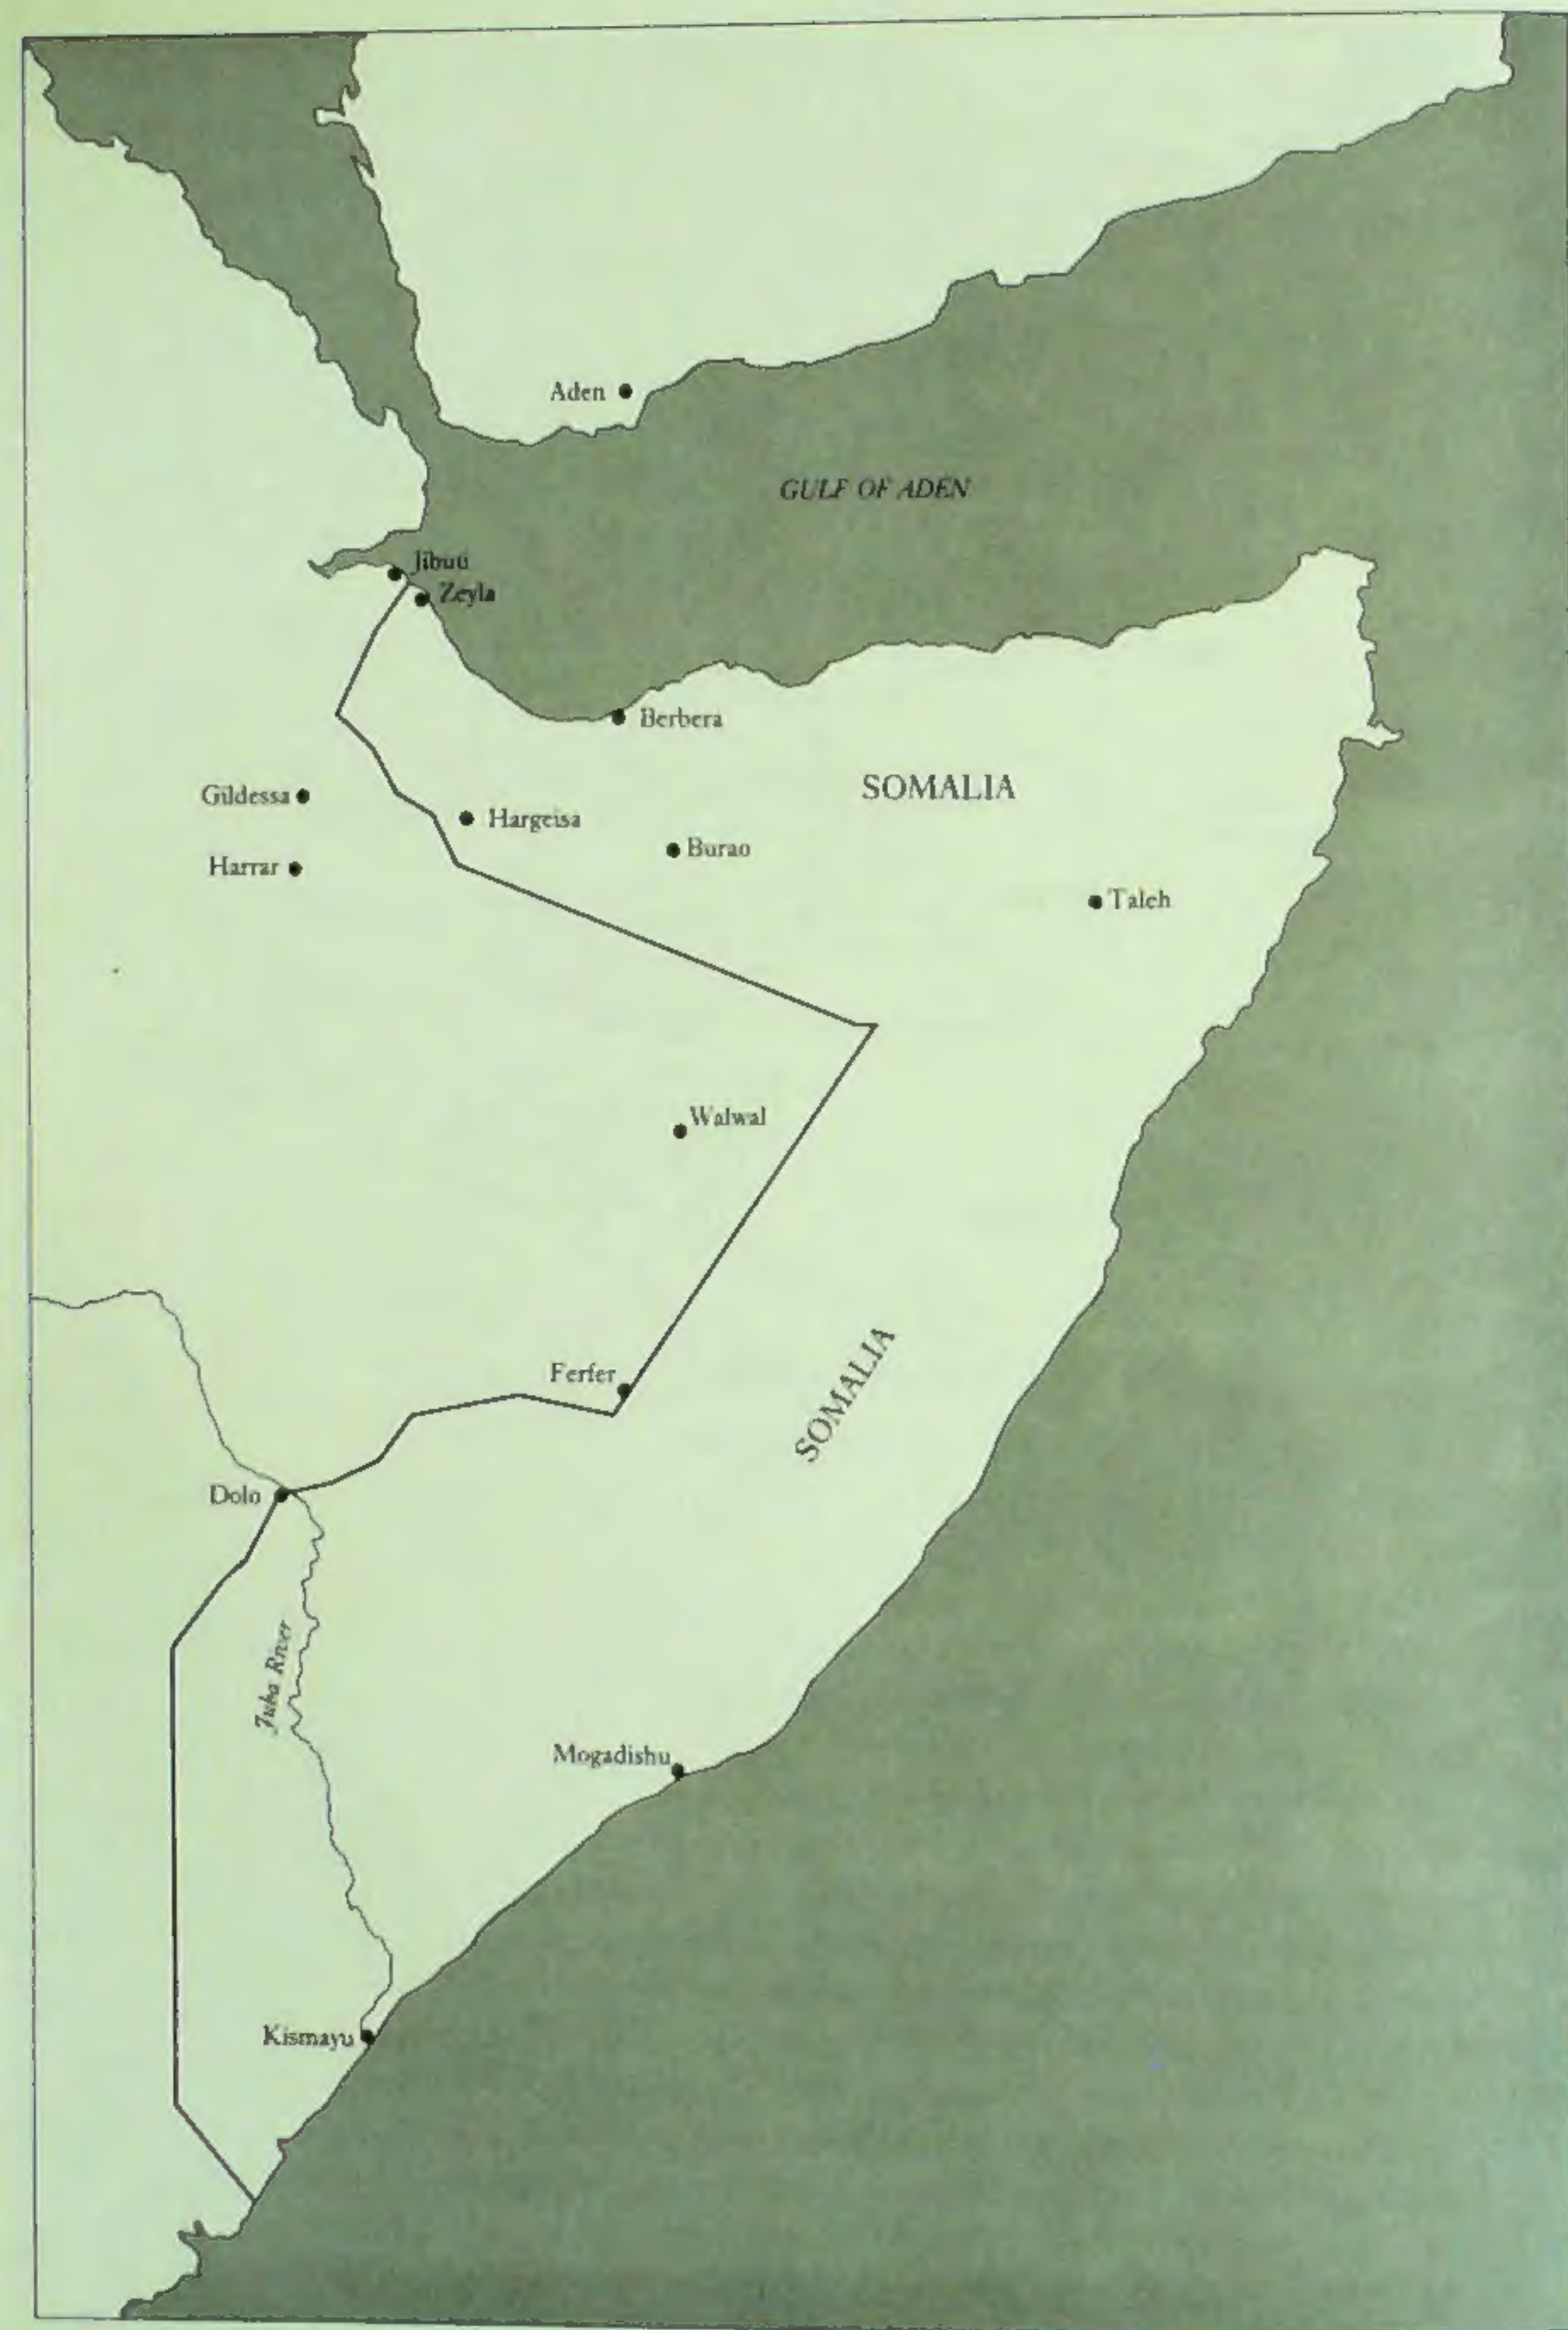 Aden
GULF OF ADEN
Jibuti
Zeyla
Berbera
SOMALIA
Gildessa
Hargeisa
Burao
Harrar
Taleh
Walwal
Ferfer
SOMALIA
Dolo
Juba River
Mogadishu
Kismayu